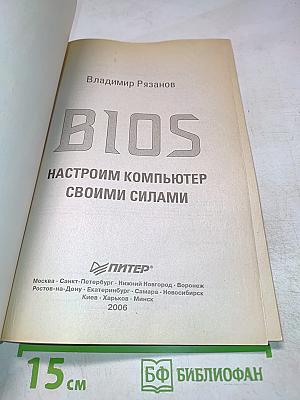 Владимир Рязанов
BIOS
НАСТРОИМ КОМПЬЮТЕР
СВОИМИ СИЛАМИ
ПИТЕР®
Москва · Санкт-Петербург · Нижний Новгород · Воронеж
Ростов-на-Дону · Екатеринбург · Самара · Новосибирск
Киев · Харьков · Минск
2006
15 см
БФ БИБЛИОФАН